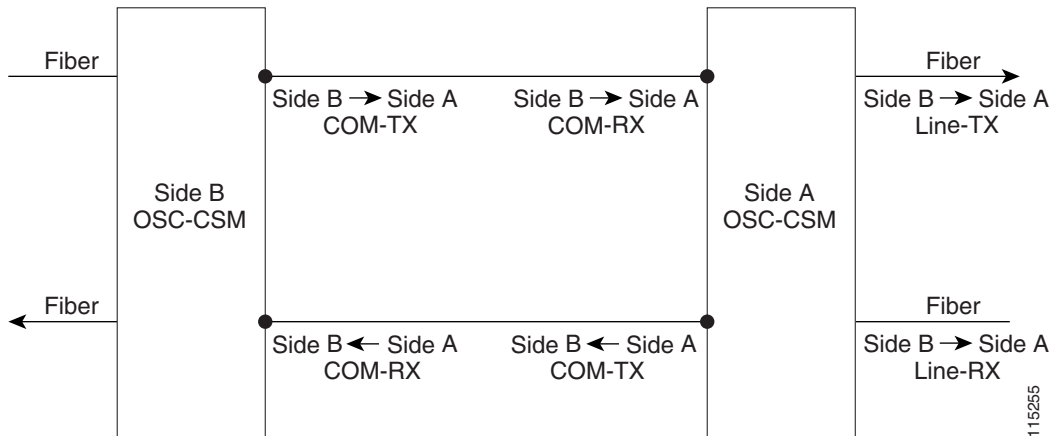 Fiber
Fiber
Side B → Side A
COM-TX
Side B → Side A
COM-RX
Side B → Side A
Line-TX
Side B
OSC-CSM
Side A
OSC-CSM
Fiber
Fiber
Side B ← Side A
COM-RX
Side B ← Side A
COM-TX
Side B → Side A
Line-RX
115255